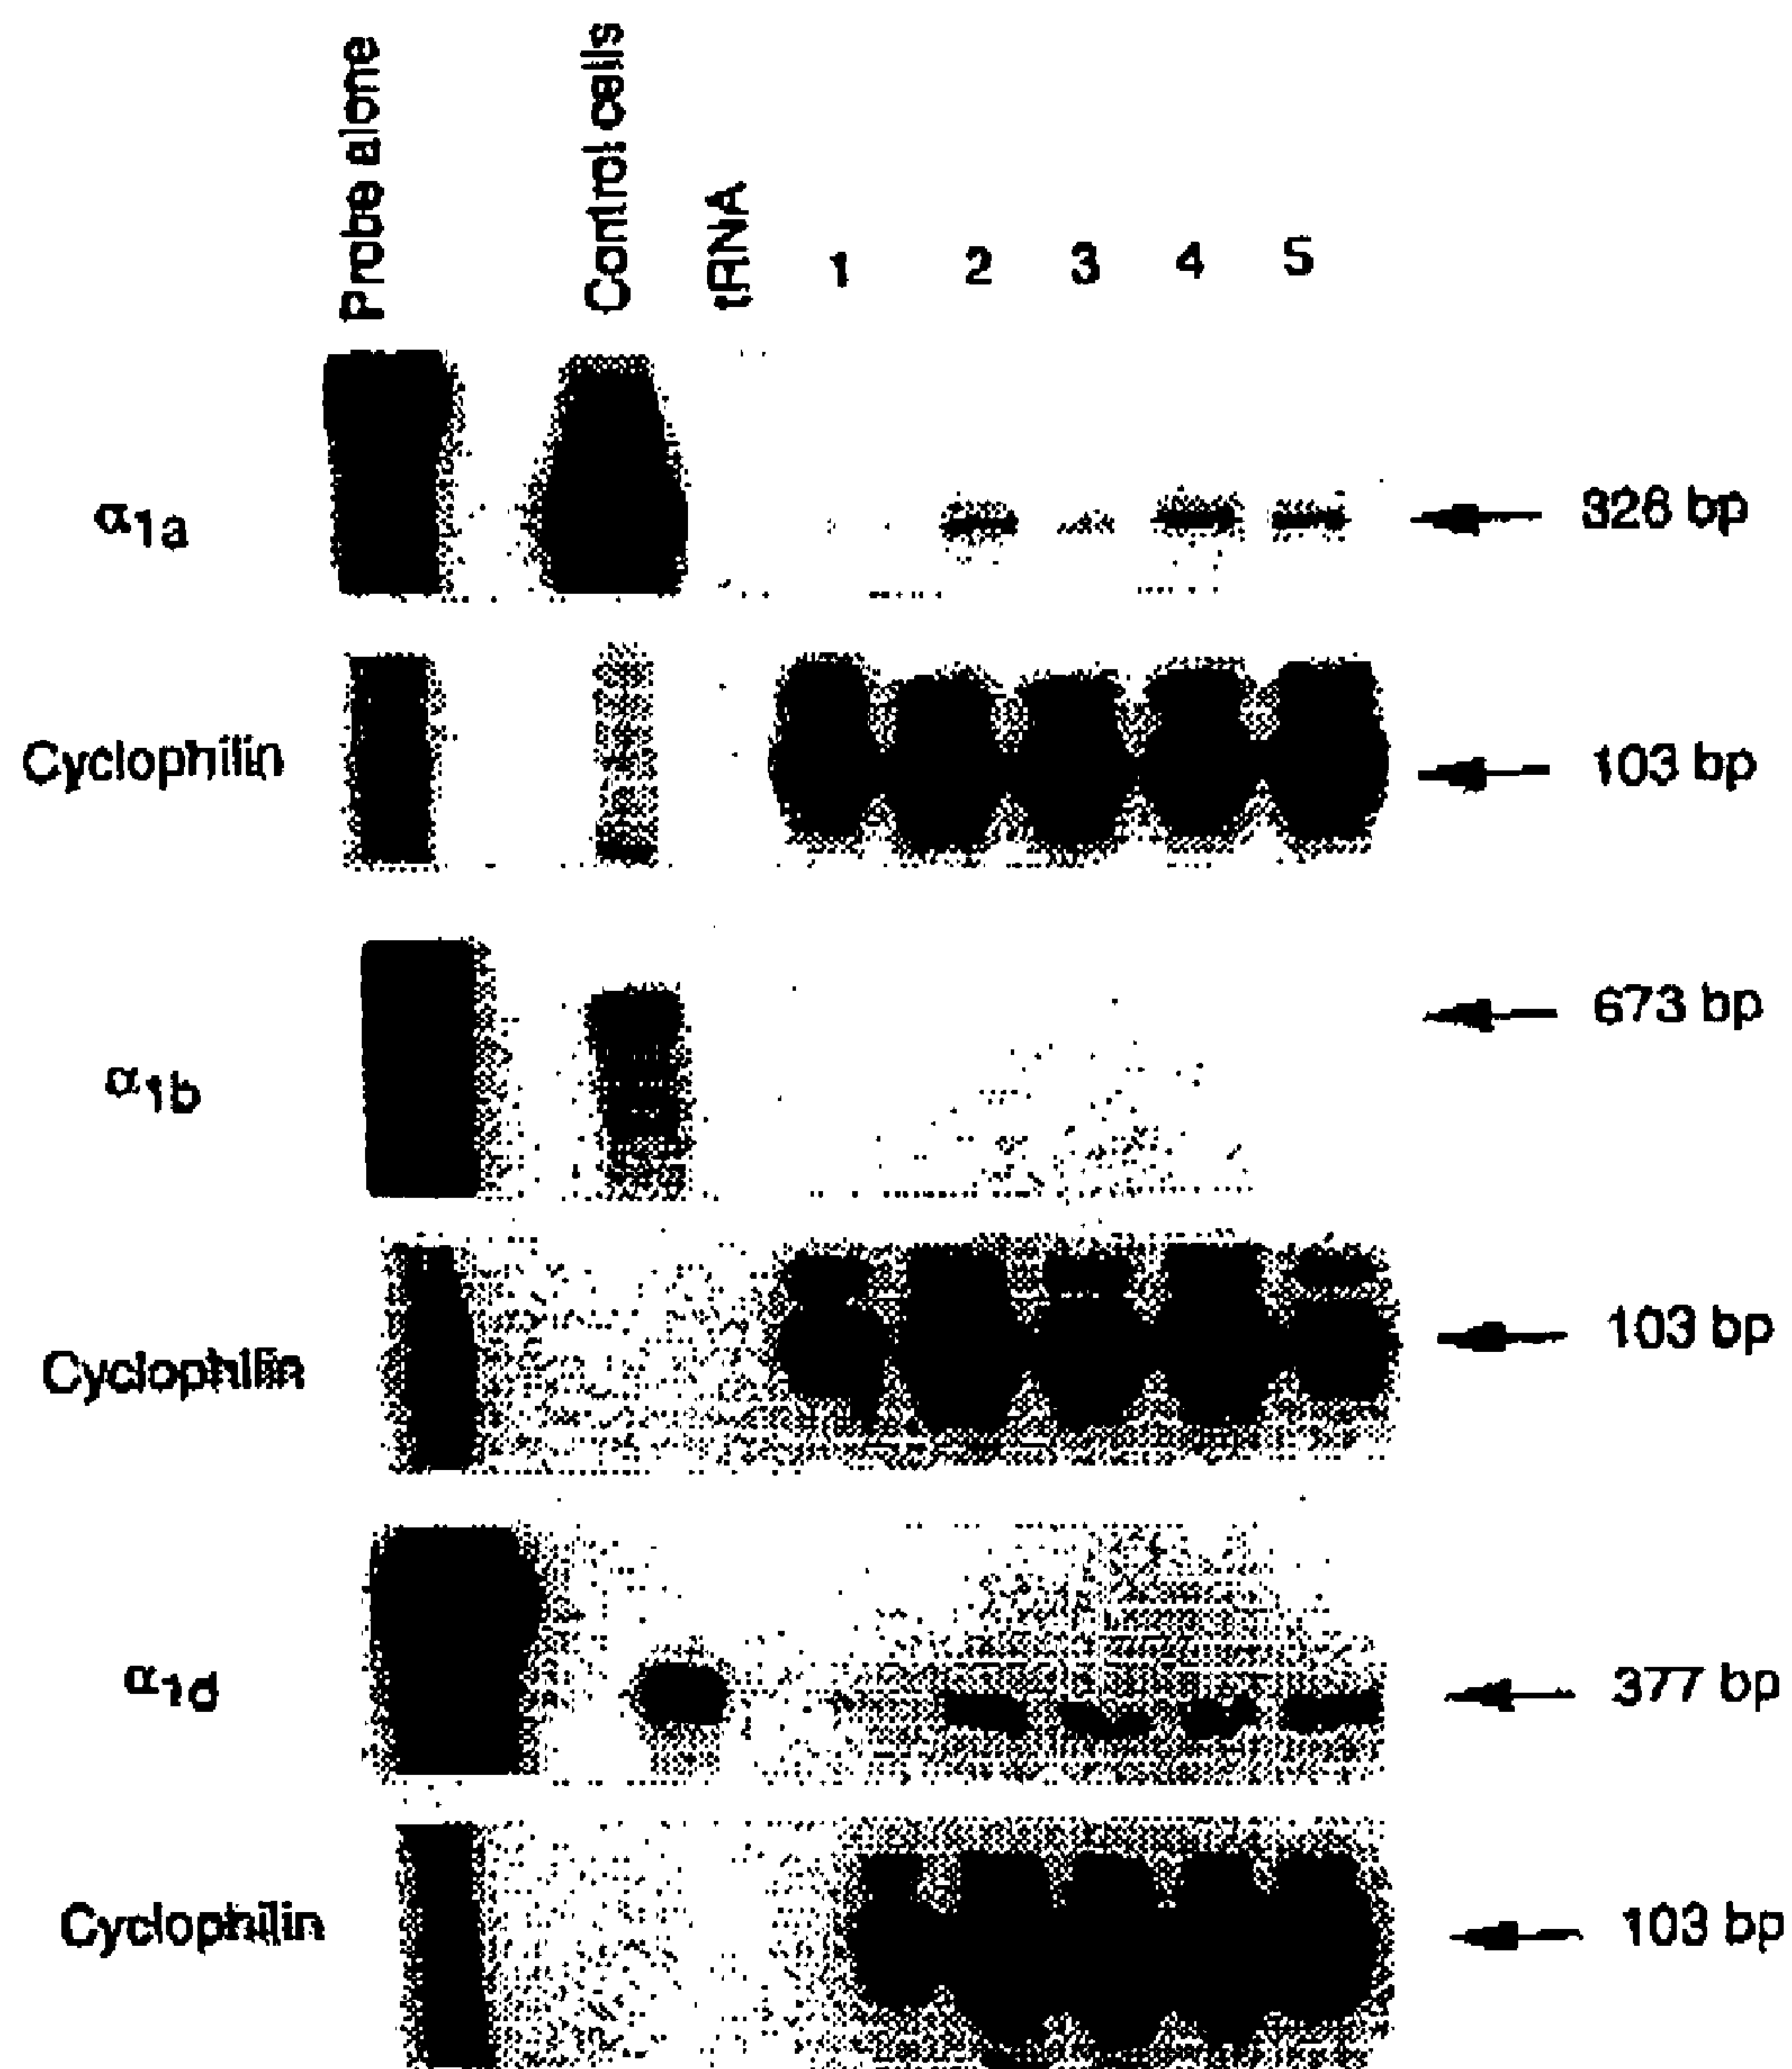 Probe alone
Control cells
tRNA
1 2 3 4 5
α1a 326 bp
Cyclophilin 103 bp
α1b 673 bp
Cyclophilin 103 bp
α1d 377 bp
Cyclophilin 103 bp